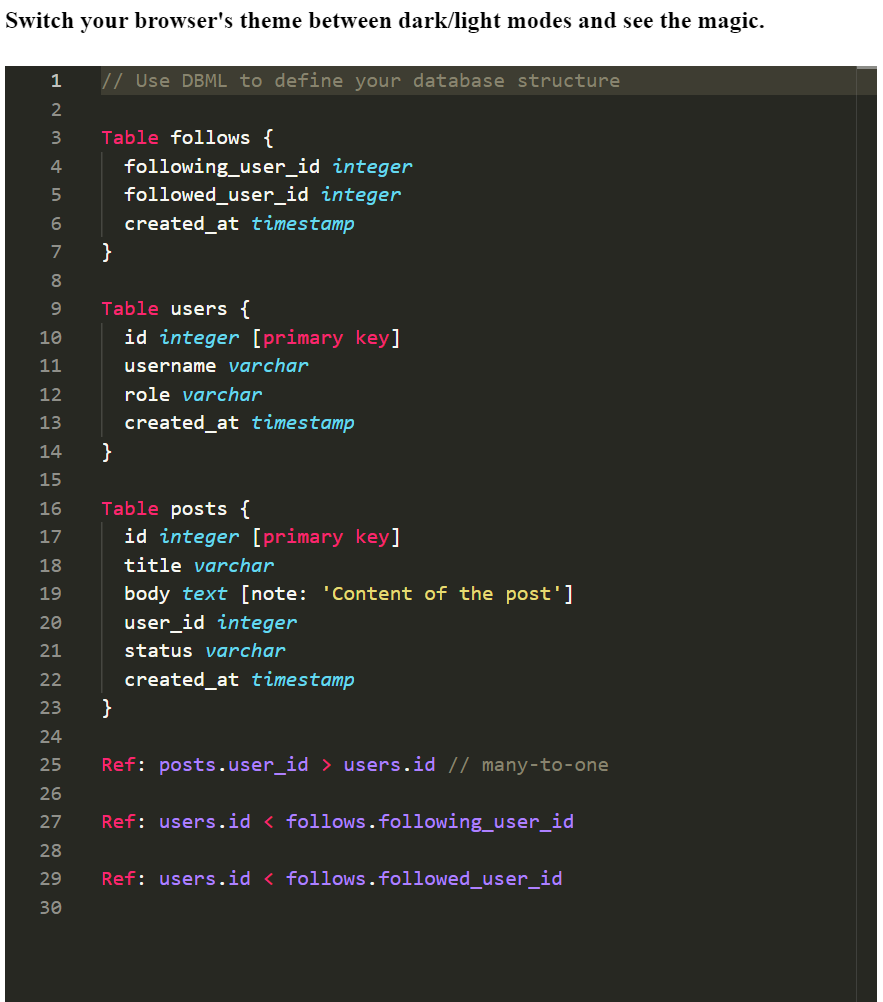 Switch your browser's theme between dark/light modes and see the magic.
1 // Use DBML to define your database structure
2
3 Table follows {
4   following_user_id integer
5   followed_user_id integer
6   created_at timestamp
7 }
8
9 Table users {
10   id integer [primary key]
11   username varchar
12   role varchar
13   created_at timestamp
14 }
15
16 Table posts {
17   id integer [primary key]
18   title varchar
19   body text [note: 'Content of the post']
20   user_id integer
21   status varchar
22   created_at timestamp
23 }
24
25 Ref: posts.user_id > users.id // many-to-one
26
27 Ref: users.id < follows.following_user_id
28
29 Ref: users.id < follows.followed_user_id
30